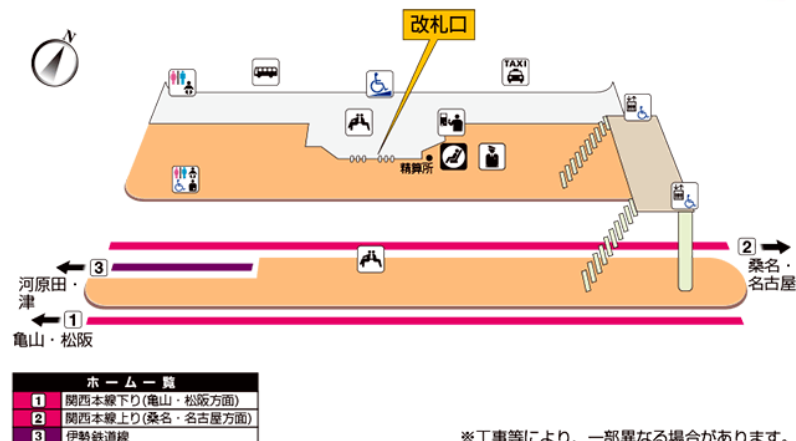 改札口
N
TAXI
精算所
2
桑名・
名古屋
3
河原田・
津
1
亀山・松阪
ホーム一覧
1 関西本線下り(亀山・松阪方面)
2 関西本線上り(桑名・名古屋方面)
3 伊勢鉄道線
※工事等により、一部異なる場合があります。